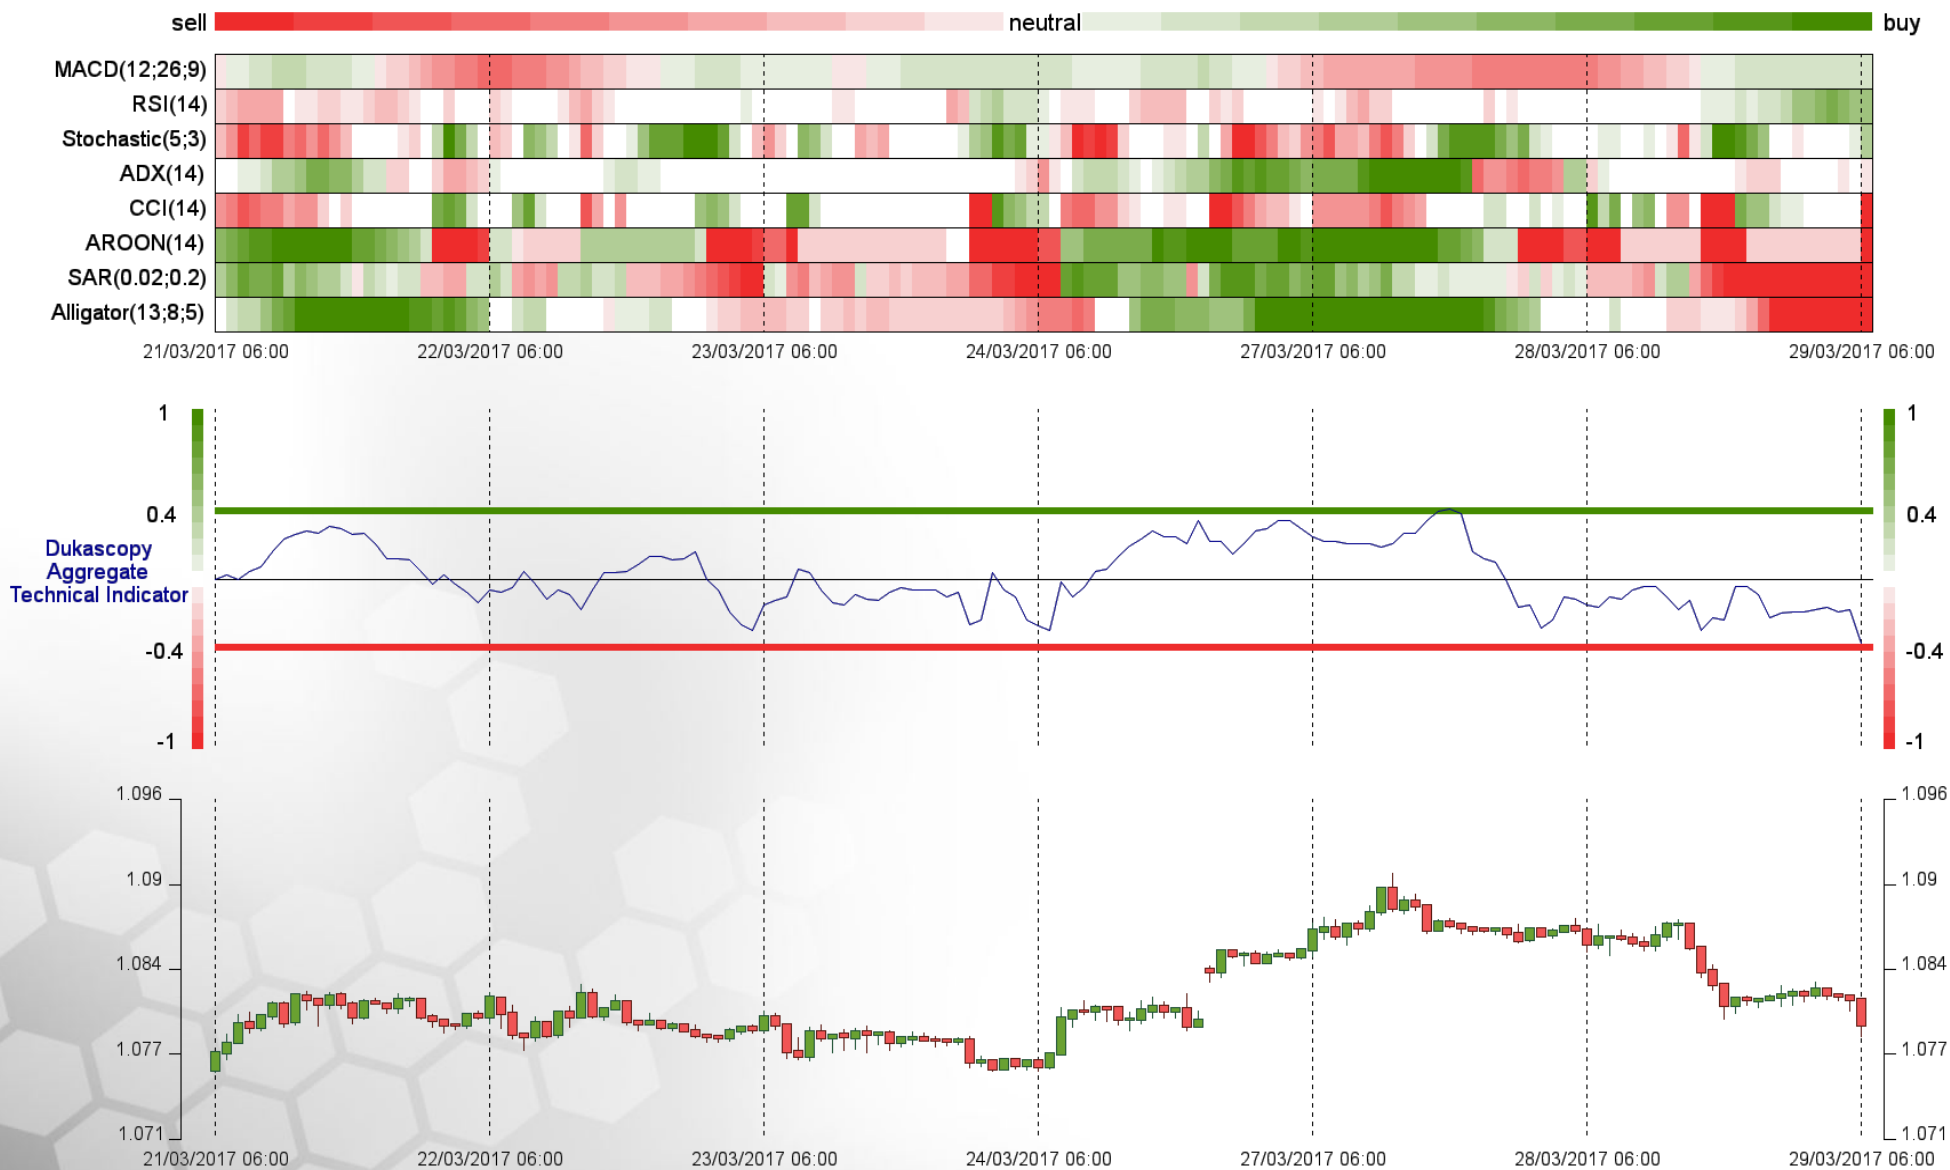 sell neutral buy
MACD(12;26;9)
RSI(14)
Stochastic(5;3)
ADX(14)
CCI(14)
AROON(14)
SAR(0.02;0.2)
Alligator(13;8;5)
21/03/2017 06:00 22/03/2017 06:00 23/03/2017 06:00 24/03/2017 06:00 27/03/2017 06:00 28/03/2017 06:00 29/03/2017 06:00
1 1
0.4 0.4
Dukascopy
Aggregate
Technical Indicator
-0.4 -0.4
-1 -1
1.096 1.096
1.09 1.09
1.084 1.084
1.077 1.077
1.071 1.071
21/03/2017 06:00 22/03/2017 06:00 23/03/2017 06:00 24/03/2017 06:00 27/03/2017 06:00 28/03/2017 06:00 29/03/2017 06:00